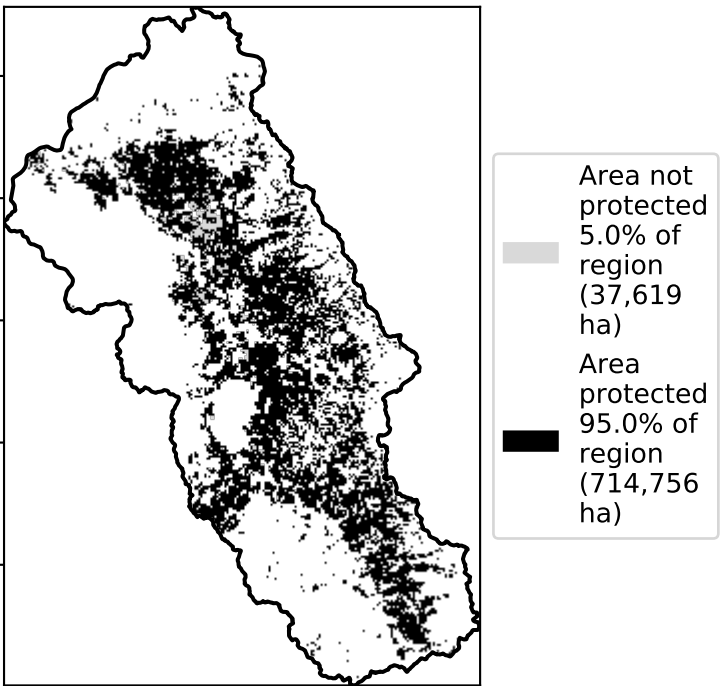 Area not
protected
5.0% of
region
(37,619
ha)
Area
protected
95.0% of
region
(714,756
ha)